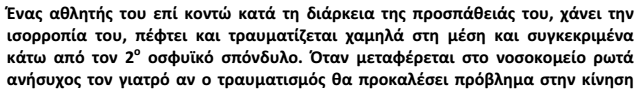 Ένας αθλητής του επί κοντώ κατά τη διάρκεια της προσπάθειάς του, χάνει την
ισορροπία του, πέφτει και τραυματίζεται χαμηλά στη μέση και συγκεκριμένα
κάτω από τον 2ο οσφυϊκό σπόνδυλο. Όταν μεταφέρεται στο νοσοκομείο ρωτά
ανήσυχος τον γιατρό αν ο τραυματισμός θα προκαλέσει πρόβλημα στην κίνηση